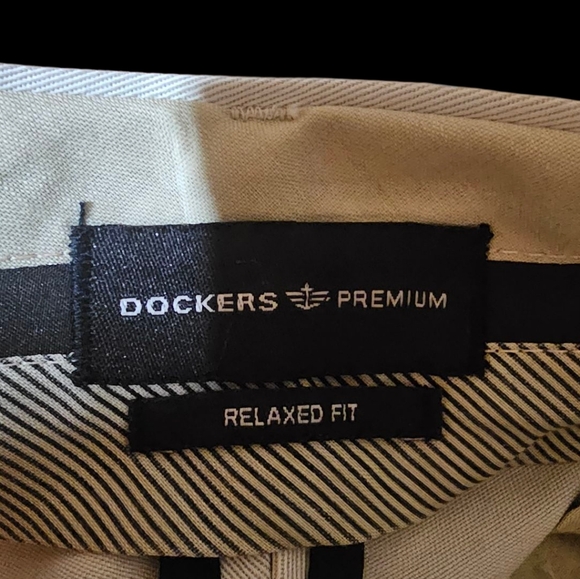 DOCKERS PREMIUM
RELAXED FIT